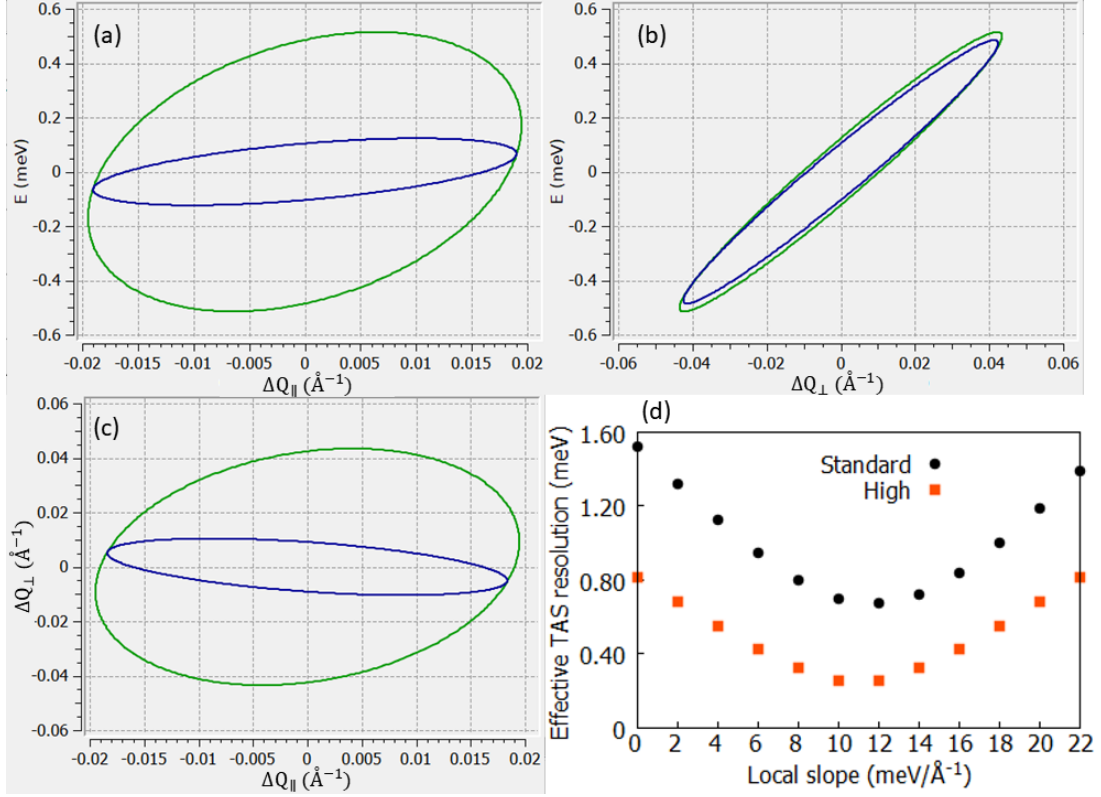 (a)
E (meV)
0.6
0.4
0.2
0
-0.2
-0.4
-0.6
-0.02 -0.015 -0.01 -0.005 0 0.005 0.01 0.015 0.02
ΔQ∥ (Å⁻¹)
(b)
E (meV)
0.6
0.4
0.2
0
-0.2
-0.4
-0.6
-0.06 -0.04 -0.02 0 0.02 0.04 0.06
ΔQ⊥ (Å⁻¹)
(c)
ΔQ⊥ (Å⁻¹)
0.06
0.04
0.02
0
-0.02
-0.04
-0.06
-0.02 -0.015 -0.01 -0.005 0 0.005 0.01 0.015 0.02
ΔQ∥ (Å⁻¹)
(d)
Effective TAS resolution (meV)
1.60
1.20
0.80
0.40
0
Standard
High
0 2 4 6 8 10 12 14 16 18 20 22
Local slope (meV/Å⁻¹)